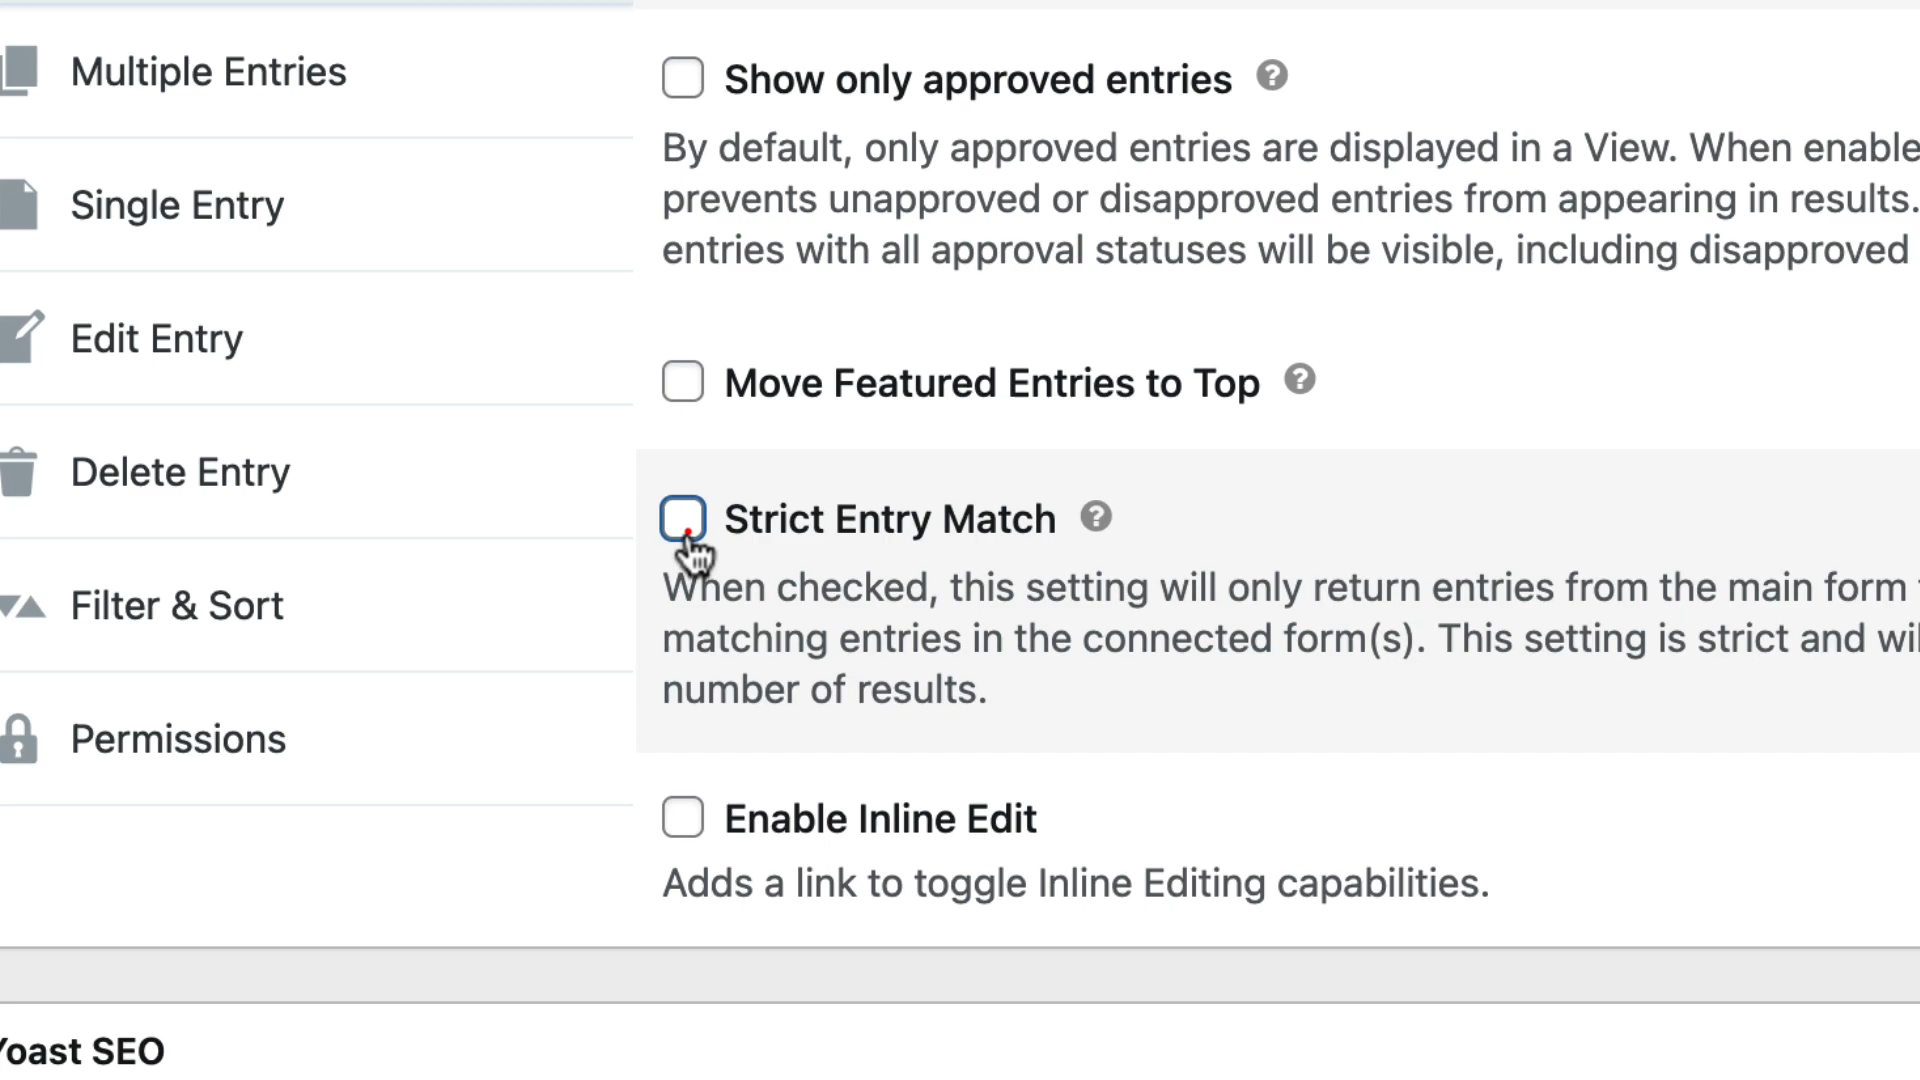 Multiple Entries
Single Entry
Edit Entry
Delete Entry
Filter & Sort
Permissions
Show only approved entries
By default, only approved entries are displayed in a View. When enable
prevents unapproved or disapproved entries from appearing in results.
entries with all approval statuses will be visible, including disapproved
Move Featured Entries to Top
Strict Entry Match
When checked, this setting will only return entries from the main form
matching entries in the connected form(s). This setting is strict and wil
number of results.
Enable Inline Edit
Adds a link to toggle Inline Editing capabilities.
Yoast SEO